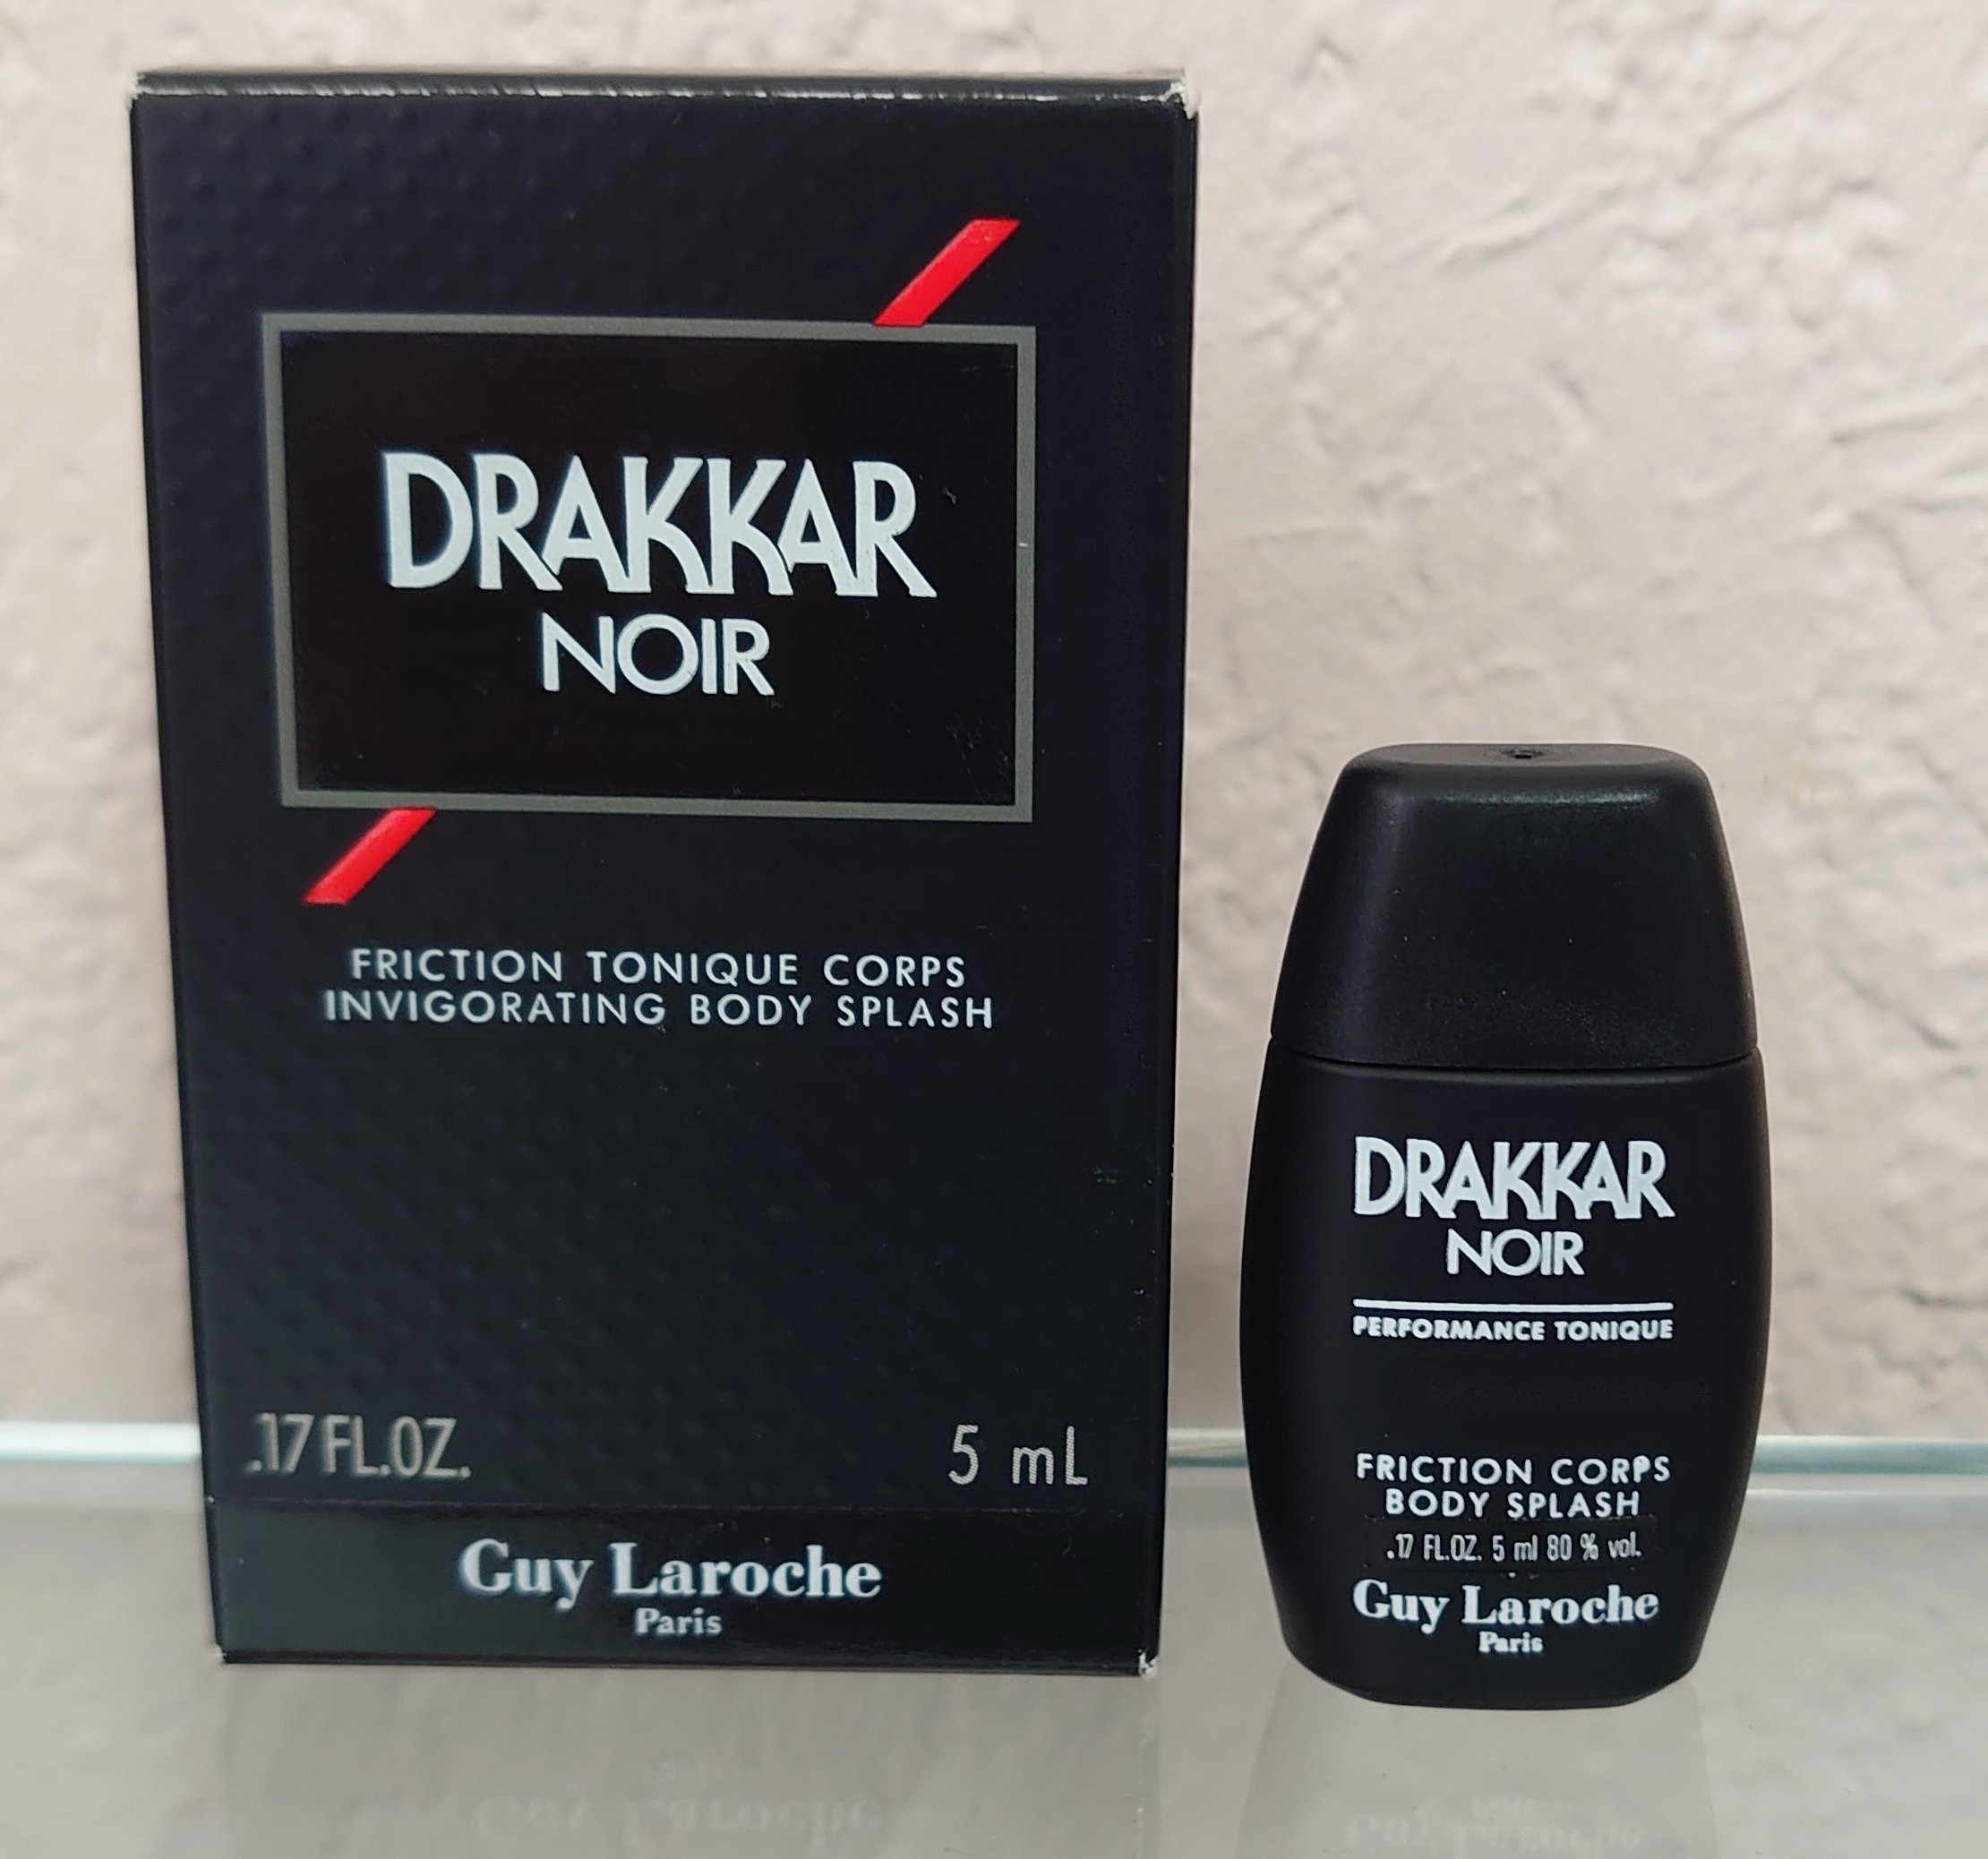 DRAKKAR
NOIR
FRICTION TONIQUE CORPS
INVIGORATING BODY SPLASH
.17 FL.OZ. 5 mL
Guy Laroche
Paris
DRAKKAR
NOIR
PERFORMANCE TONIQUE
FRICTION CORPS
BODY SPLASH
.17 FL.OZ. 5 ml 80 % vol.
Guy Laroche
Paris